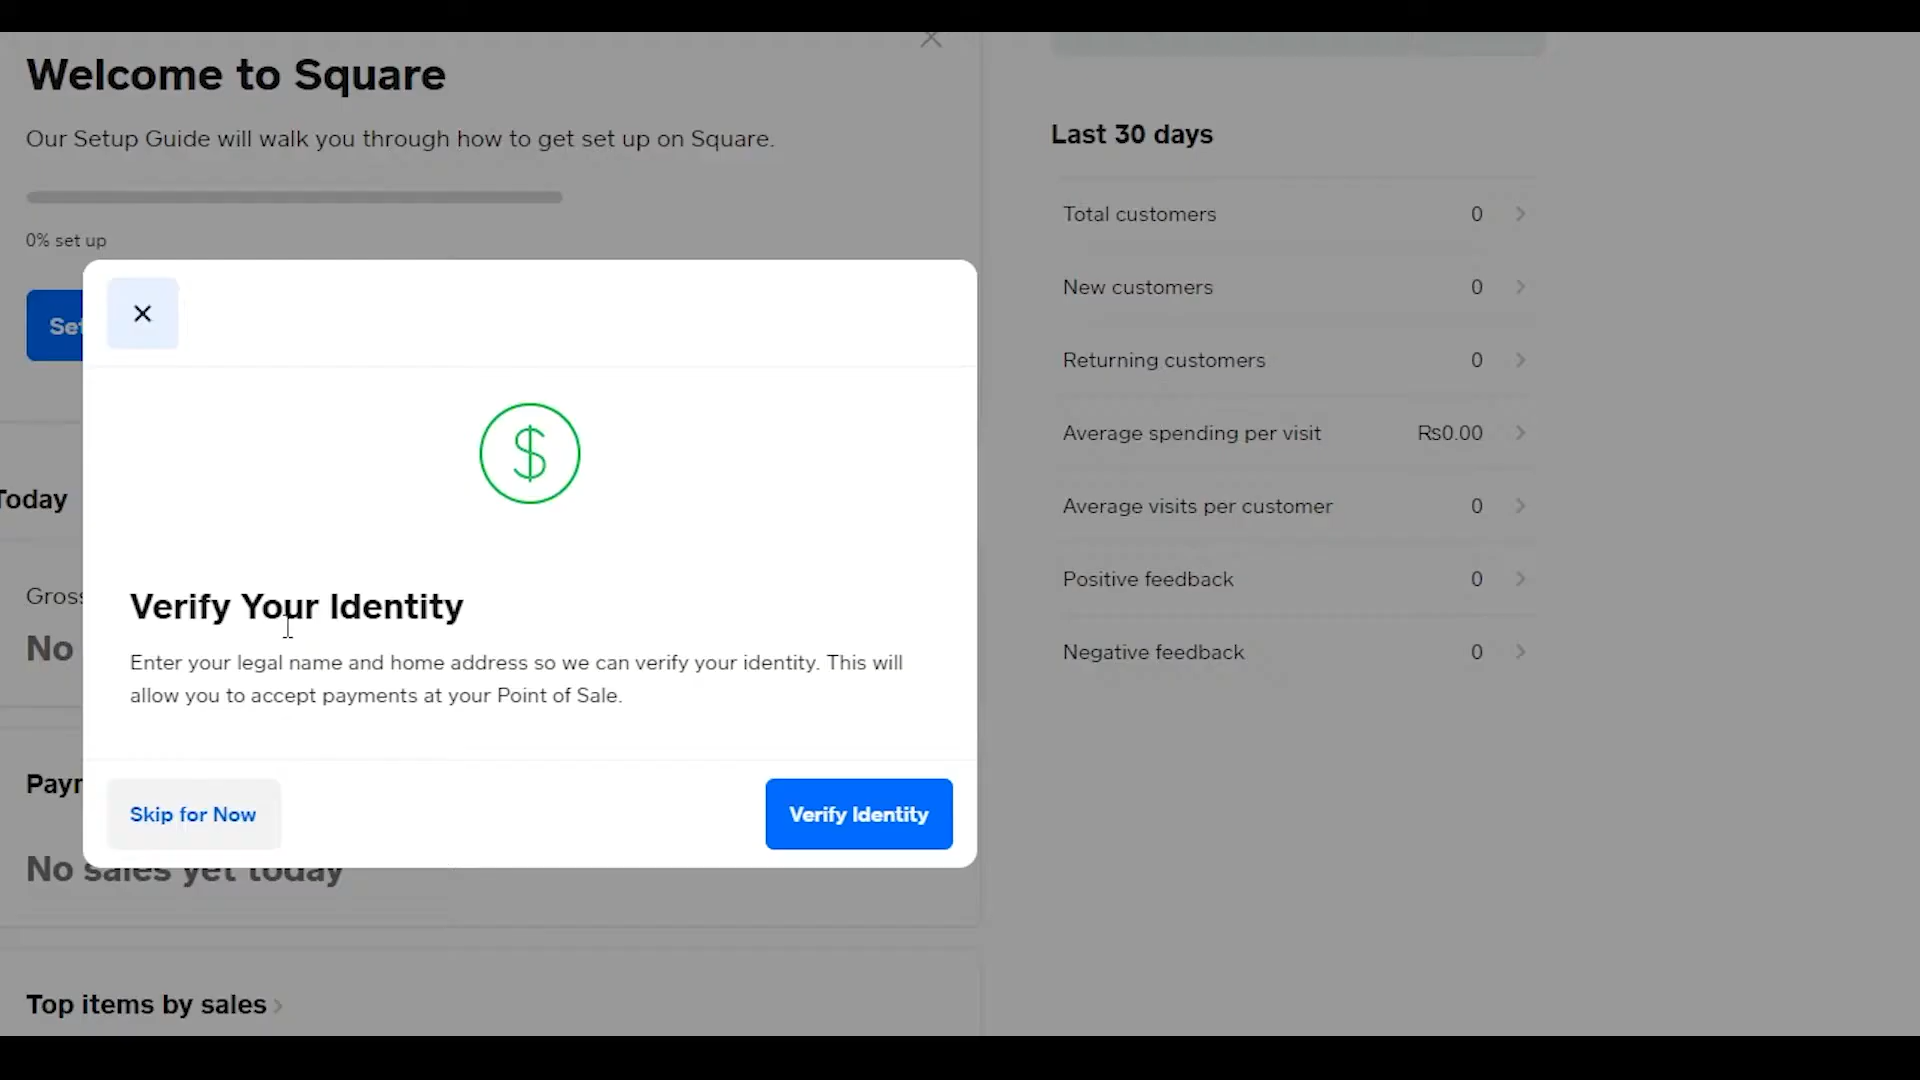 Welcome to Square
Our Setup Guide will walk you through how to get set up on Square.
0% set up
Today
No
No sales yet today
Top items by sales
$
Verify Your Identity
Enter your legal name and home address so we can verify your identity. This will
allow you to accept payments at your Point of Sale.
Skip for Now
Verify Identity
Last 30 days
Total customers 0
New customers 0
Returning customers 0
Average spending per visit Rs0.00
Average visits per customer 0
Positive feedback 0
Negative feedback 0